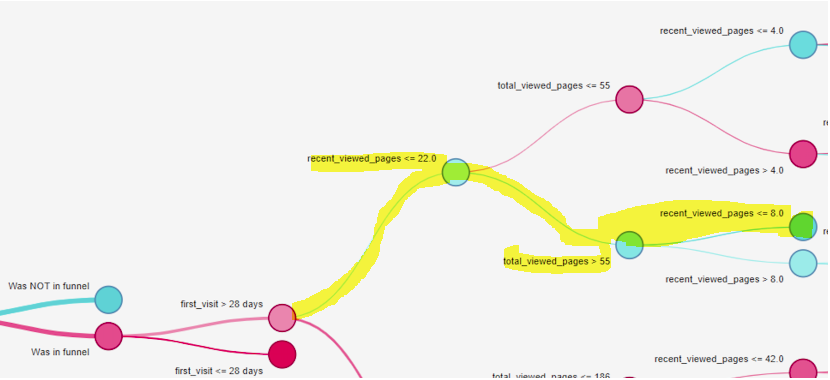 recent_viewed_pages <= 4.0
total_viewed_pages <= 55
recent_viewed_pages <= 22.0
recent_viewed_pages > 4.0
recent_viewed_pages <= 8.0
total_viewed_pages > 55
recent_viewed_pages > 8.0
Was NOT in funnel
first_visit > 28 days
Was in funnel
first_visit <= 28 days
recent_viewed_pages <= 42.0
total_viewed_pages <= 186